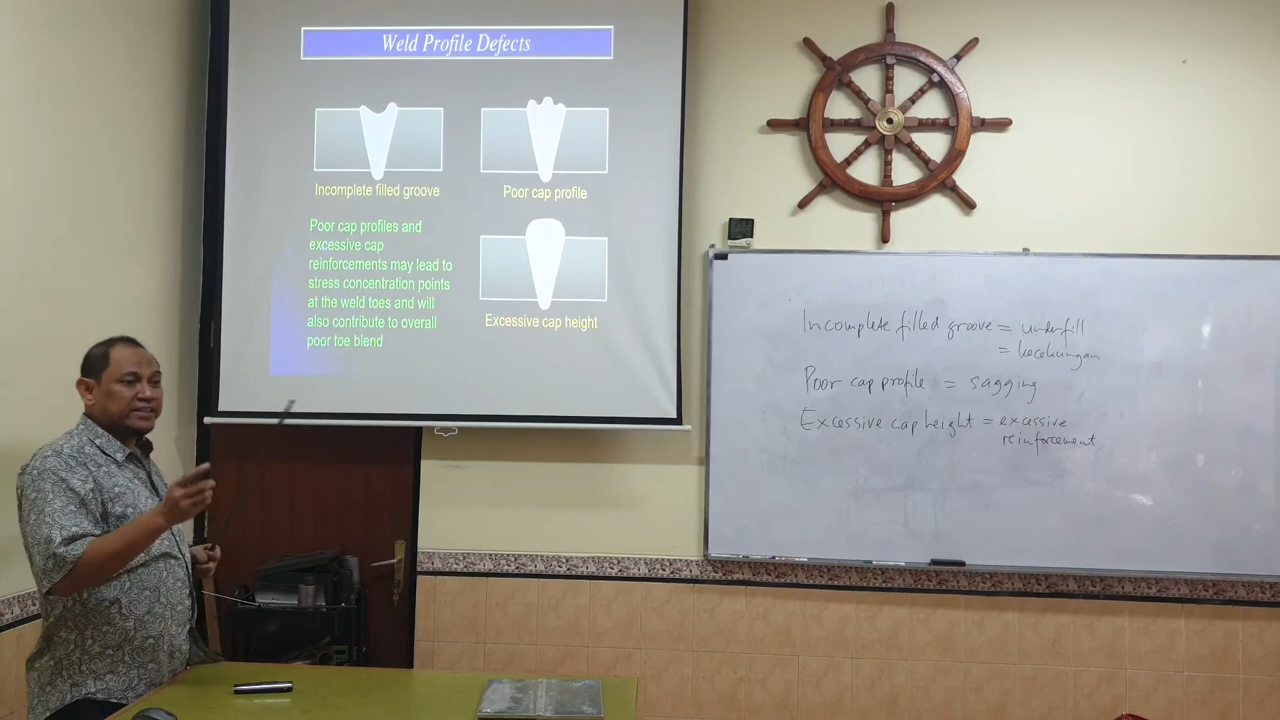 Weld Profile Defects
Incomplete filled groove
Poor cap profile
Poor cap profiles and
excessive cap
reinforcements may lead to
stress concentration points
at the weld toes and will
also contribute to overall
poor toe blend
Excessive cap height
Incomplete filled groove = underfill
= kecekungan
Poor cap profile = sagging
Excessive cap height = excessive
reinforcement